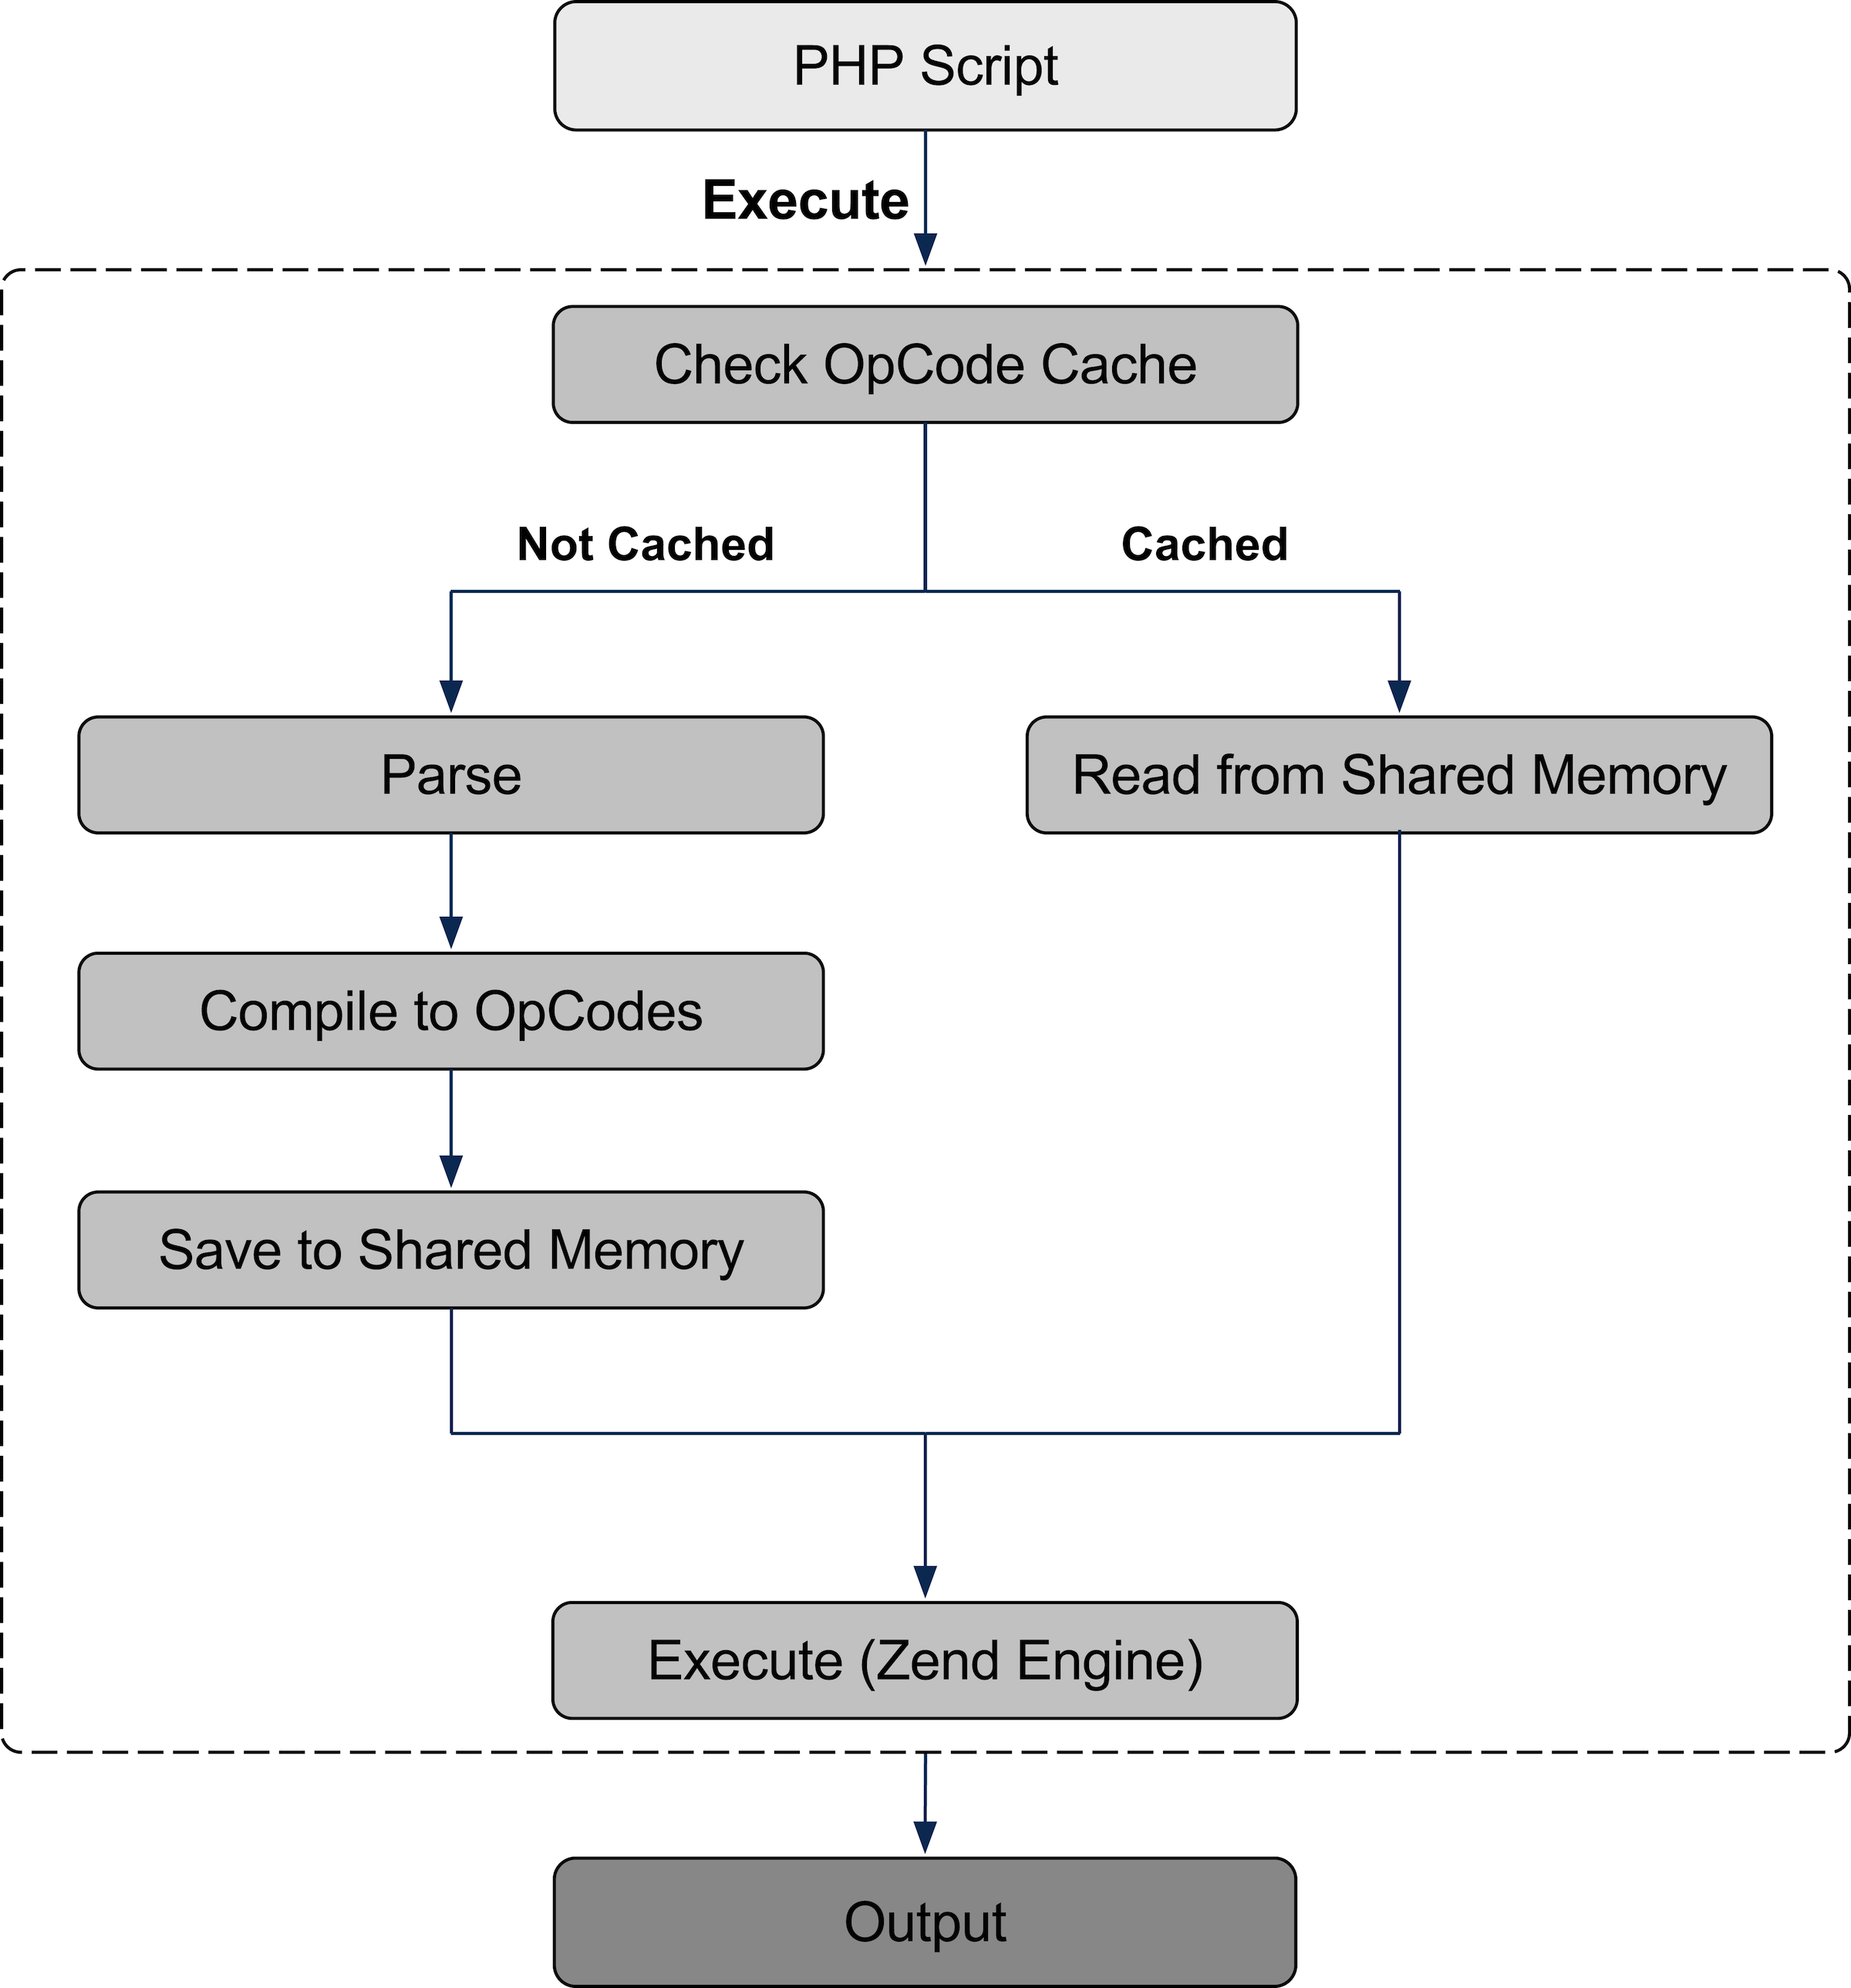 PHP Script
Execute
Check OpCode Cache
Not Cached
Cached
Parse
Read from Shared Memory
Compile to OpCodes
Save to Shared Memory
Execute (Zend Engine)
Output